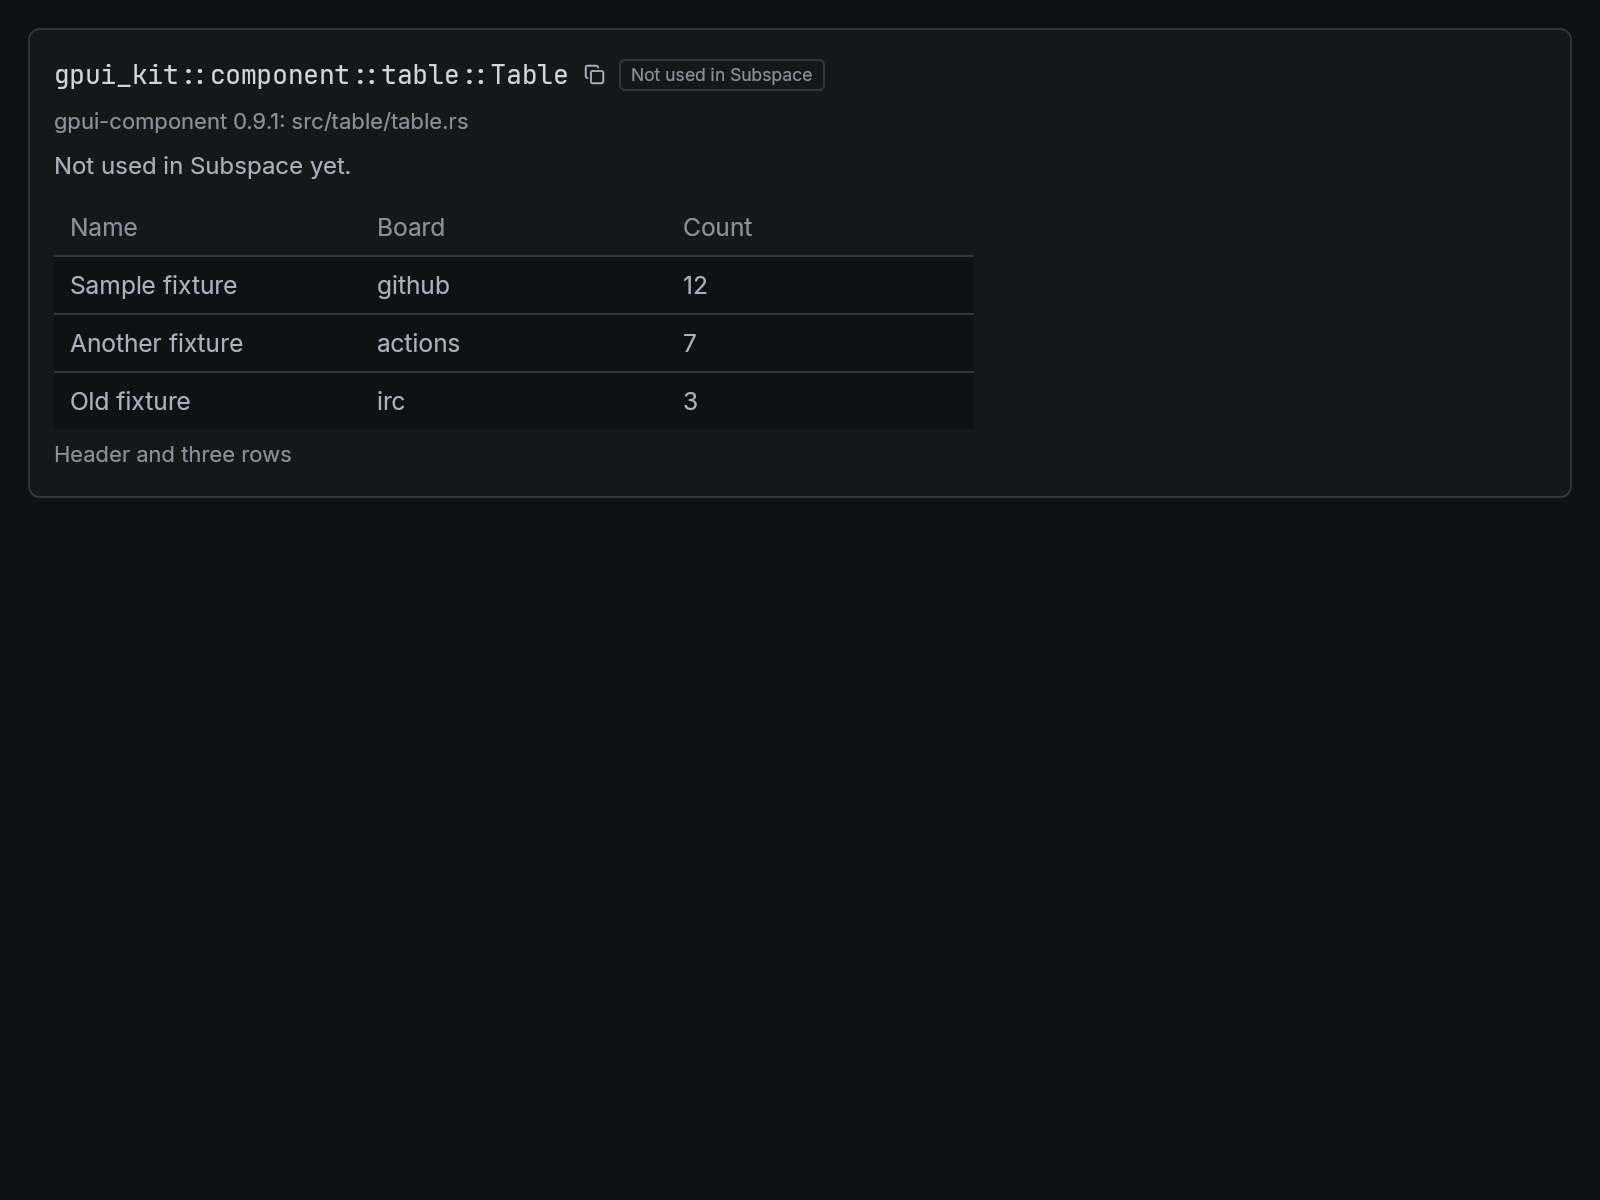 gpui_kit::component::table::Table Not used in Subspace
gpui-component 0.9.1: src/table/table.rs
Not used in Subspace yet.
Name Board Count
Sample fixture github 12
Another fixture actions 7
Old fixture irc 3
Header and three rows